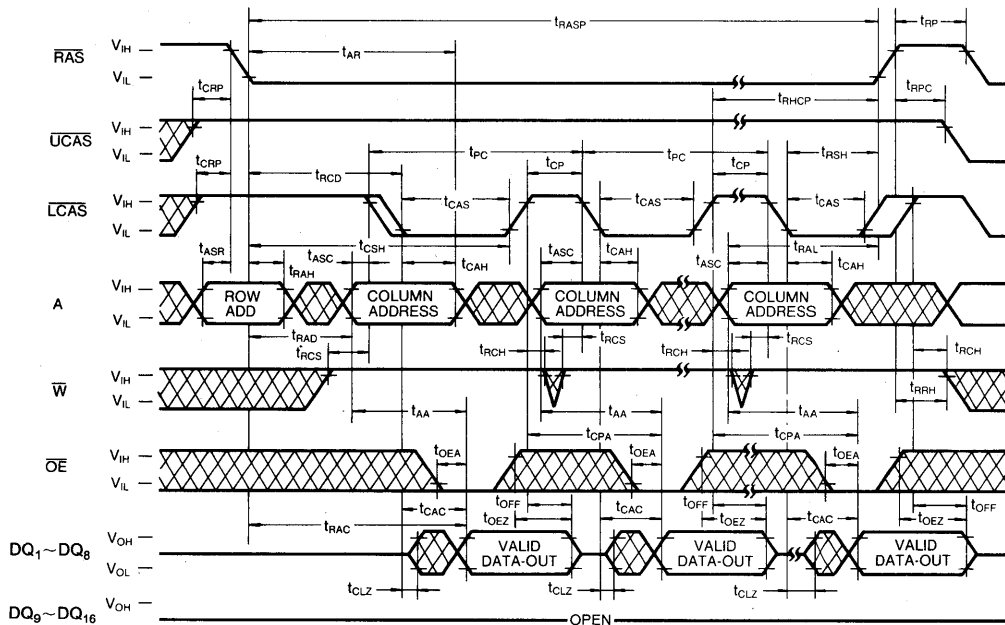 tRASP
tRP
tAR
RAS
VIH
VIL
tCRP
tRHCP
tRPC
UCAS
VIH
VIL
tCRP
tRCD
tPC
tCP
tPC
tCP
tRSH
LCAS
VIH
VIL
tCAS
tCAS
tCAS
tASR
tRAH
tASC
tCSH
tCAH
tASC
tCAH
tASC
tRAL
tCAH
A
VIH
VIL
ROW ADD
COLUMN ADDRESS
COLUMN ADDRESS
COLUMN ADDRESS
tRAD
tRCS
tRCH
tRCS
tRCH
tRCS
tRCH
W
VIH
VIL
tRRH
tAA
tAA
tAA
tCPA
tCPA
OE
VIH
VIL
tOEA
tOEA
tOEA
tCAC
tOFF
tCAC
tOFF
tCAC
tOFF
tRAC
tOEZ
tOEZ
tOEZ
DQ1~DQ8
VOH
VOL
VALID DATA-OUT
VALID DATA-OUT
VALID DATA-OUT
tCLZ
tCLZ
tCLZ
DQ9~DQ16
VOH
OPEN